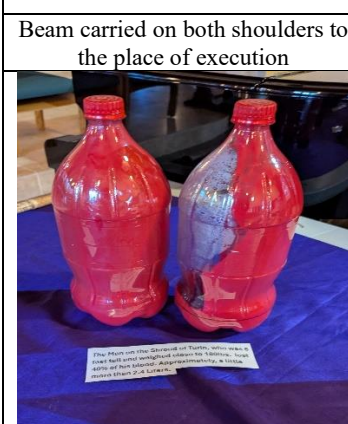 Beam carried on both shoulders to
the place of execution
The Man on the Shroud of Turin, who was 6
feet tall and weighed close to 180lbs. lost
40% of his blood. Approximately, a little
more than 2.4 Liters.